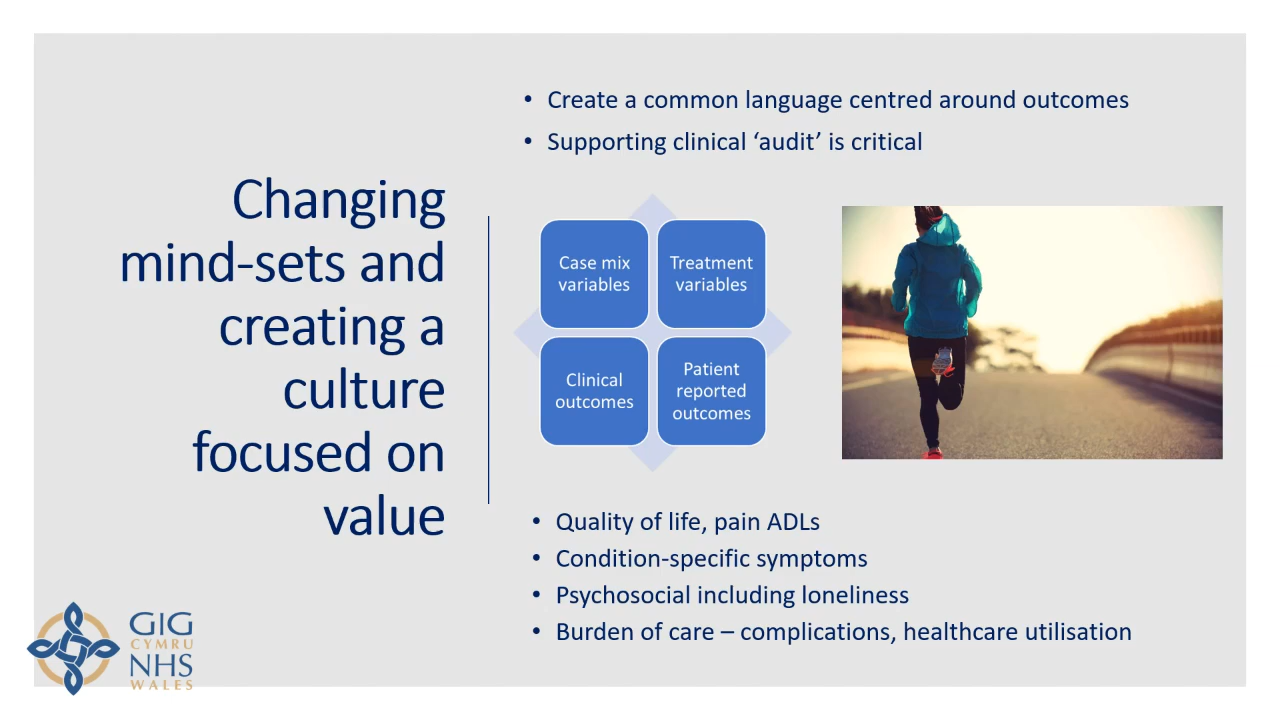 Changing
mind-sets and
creating a
culture
focused on
value
• Create a common language centred around outcomes
• Supporting clinical ‘audit’ is critical
Case mix
variables
Treatment
variables
Clinical
outcomes
Patient
reported
outcomes
• Quality of life, pain ADLs
• Condition-specific symptoms
• Psychosocial including loneliness
• Burden of care – complications, healthcare utilisation
GIG
CYMRU
NHS
WALES